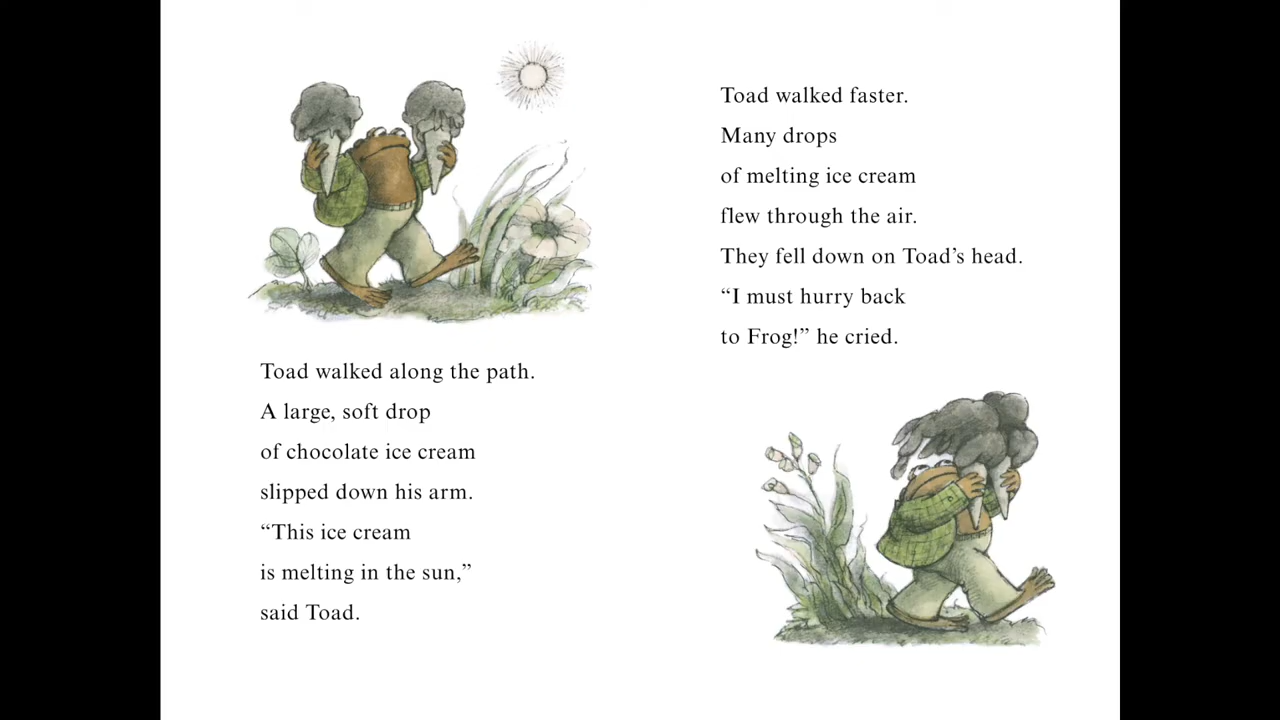 Toad walked along the path.
A large, soft drop
of chocolate ice cream
slipped down his arm.
“This ice cream
is melting in the sun,”
said Toad.
Toad walked faster.
Many drops
of melting ice cream
flew through the air.
They fell down on Toad’s head.
“I must hurry back
to Frog!” he cried.